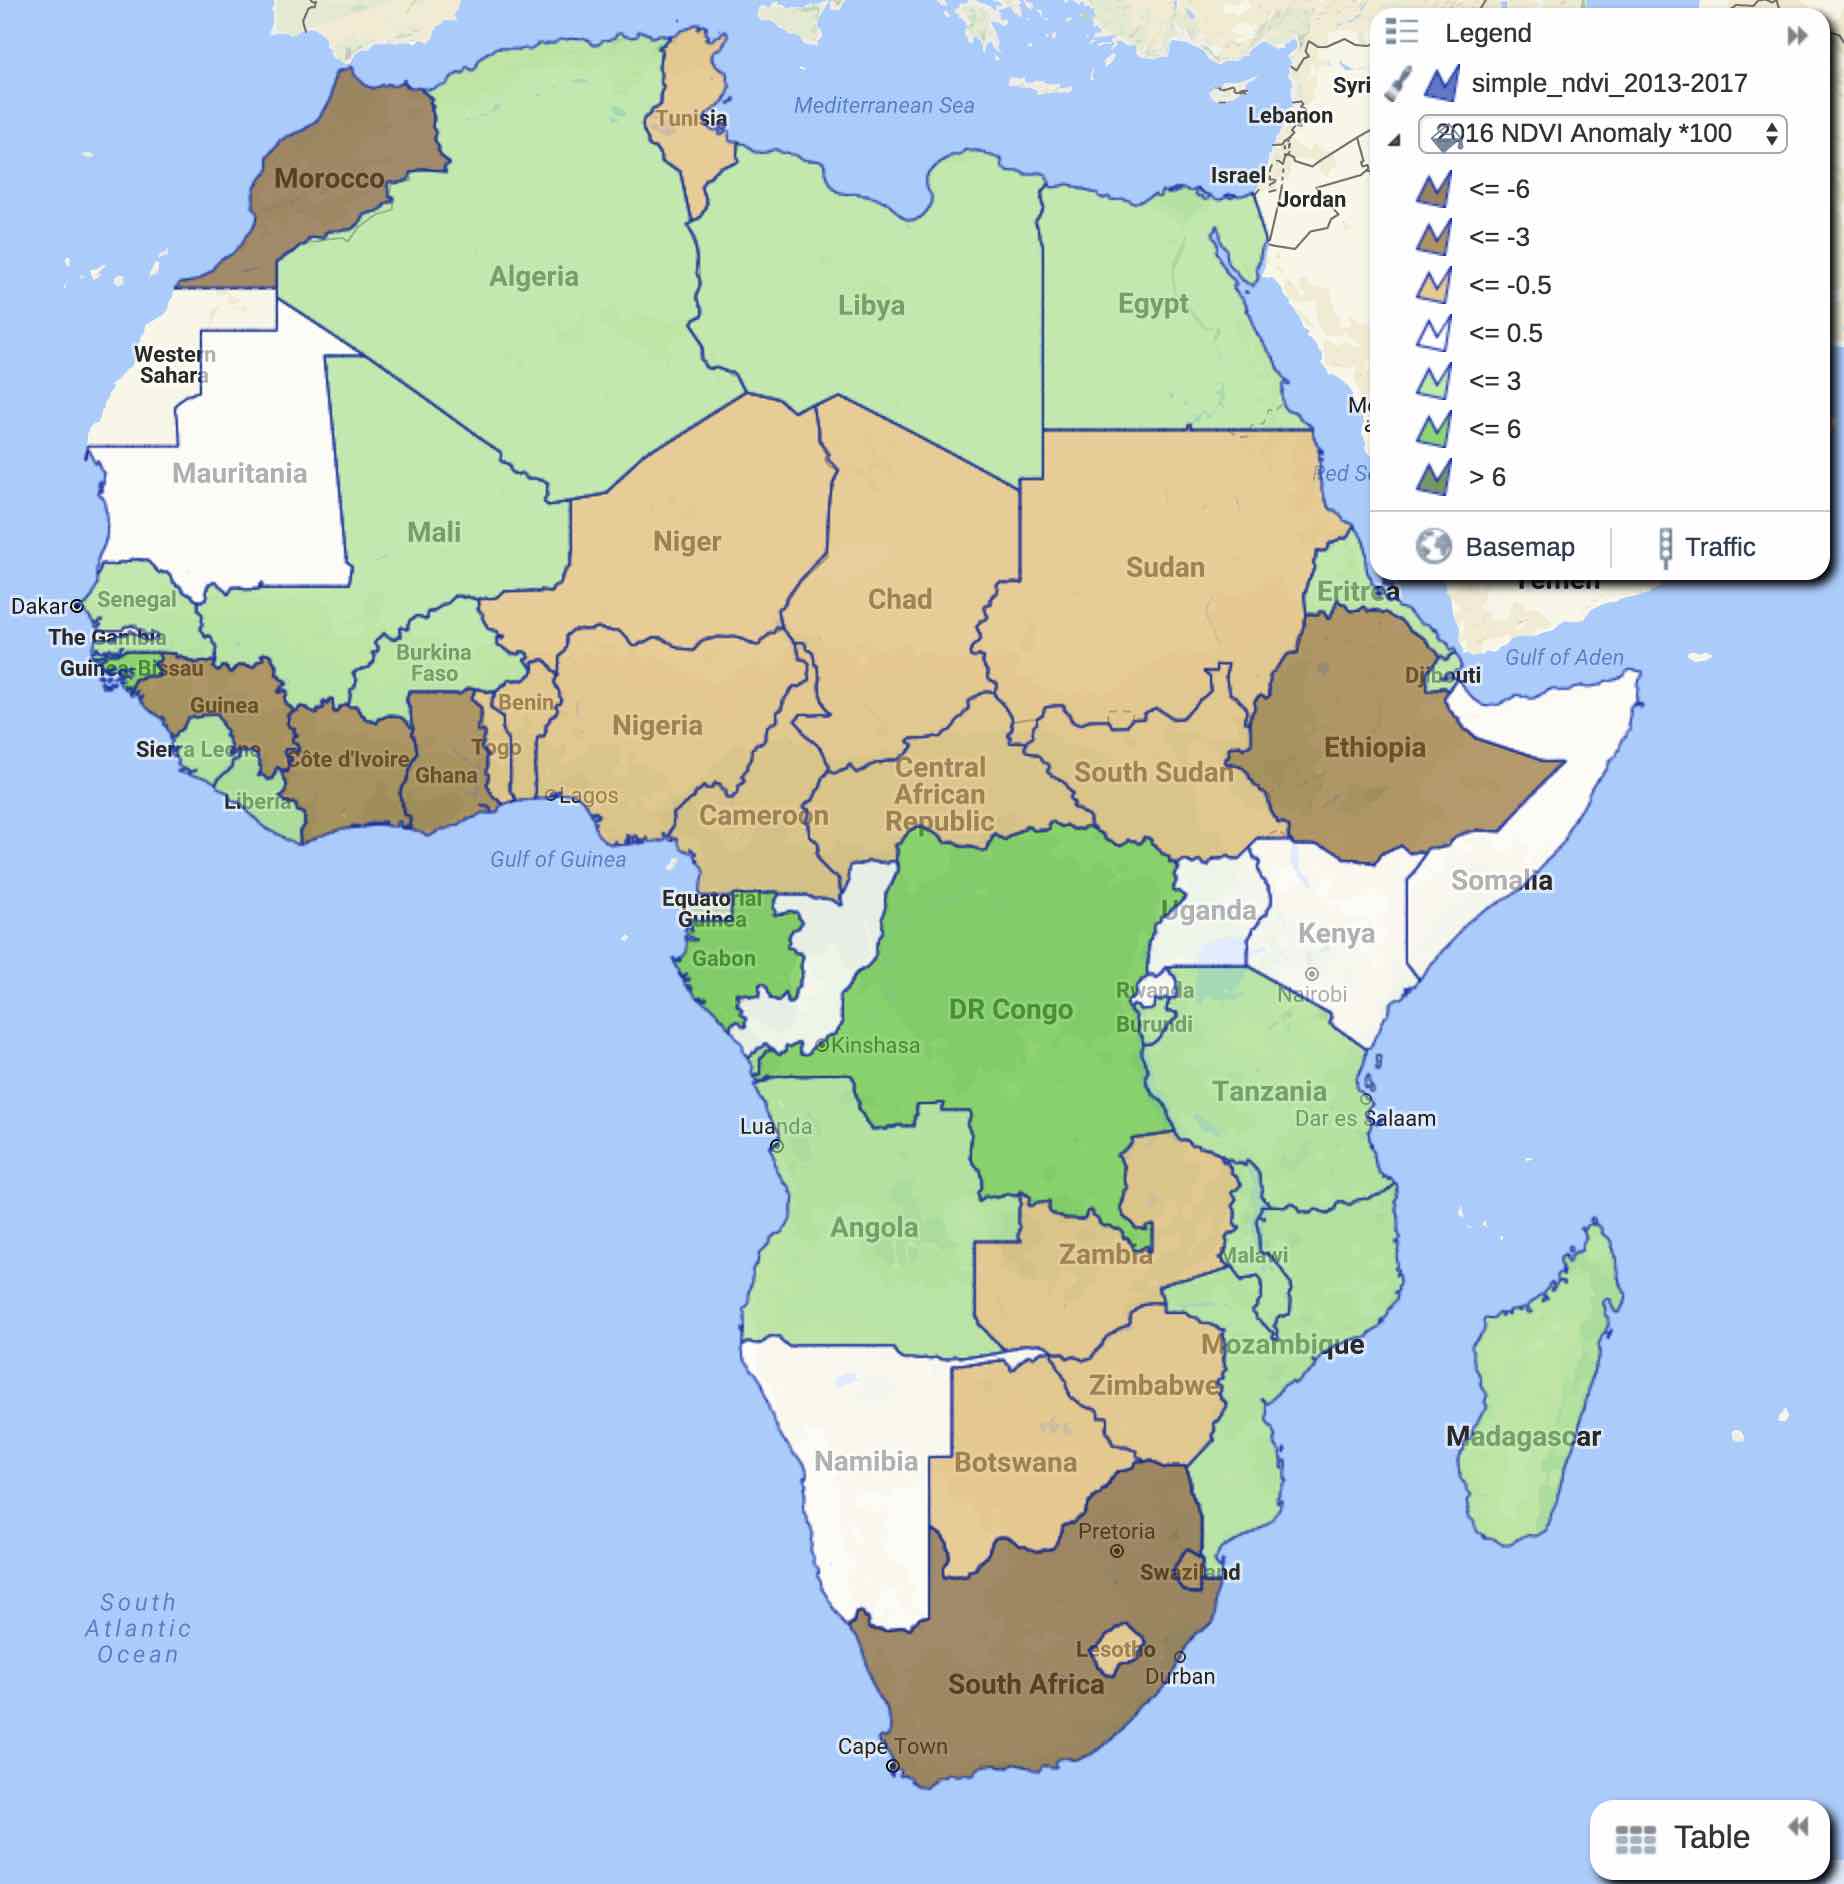 Legend
simple_ndvi_2013-2017
2016 NDVI Anomaly *100
<= -6
<= -3
<= -0.5
<= 0.5
<= 3
<= 6
> 6
Basemap
Traffic
Mediterranean Sea
Syri
Lebanon
Israel
Jordan
Tunisia
Morocco
Algeria
Libya
Egypt
Western
Sahara
Red S
Mauritania
Mali
Niger
Chad
Sudan
Eritrea
Yemen
Dakar
Senegal
The Gambia
Guinea-Bissau
Burkina
Faso
Gulf of Aden
Djibouti
Guinea
Benin
Nigeria
Sierra Leone
Togo
Côte d'Ivoire
Ghana
Ethiopia
Liberia
Lagos
Central
African
Republic
South Sudan
Cameroon
Gulf of Guinea
Somalia
Equatorial
Guinea
Uganda
Kenya
Gabon
Nairobi
Rwanda
DR Congo
Burundi
Kinshasa
Tanzania
Dar es Salaam
Luanda
Angola
Zambia
Malawi
Mozambique
Zimbabwe
Madagascar
Namibia
Botswana
Pretoria
Swaziland
South
Atlantic
Ocean
Lesotho
Durban
South Africa
Cape Town
Table